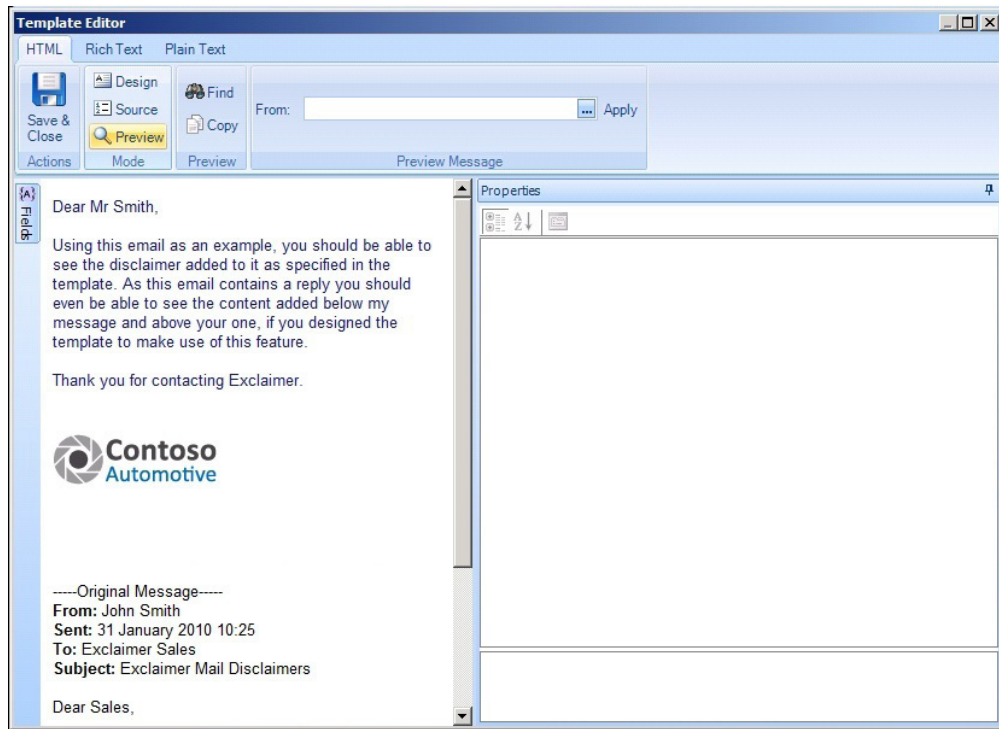 Template Editor
HTML Rich Text Plain Text
Save & Close
Design
Source
Preview
Find
Copy
From: ... Apply
Actions Mode Preview Preview Message
{A} Fields
Properties
Dear Mr Smith,
Using this email as an example, you should be able to
see the disclaimer added to it as specified in the
template. As this email contains a reply you should
even be able to see the content added below my
message and above your one, if you designed the
template to make use of this feature.
Thank you for contacting Exclaimer.
Contoso
Automotive
-----Original Message-----
From: John Smith
Sent: 31 January 2010 10:25
To: Exclaimer Sales
Subject: Exclaimer Mail Disclaimers
Dear Sales,